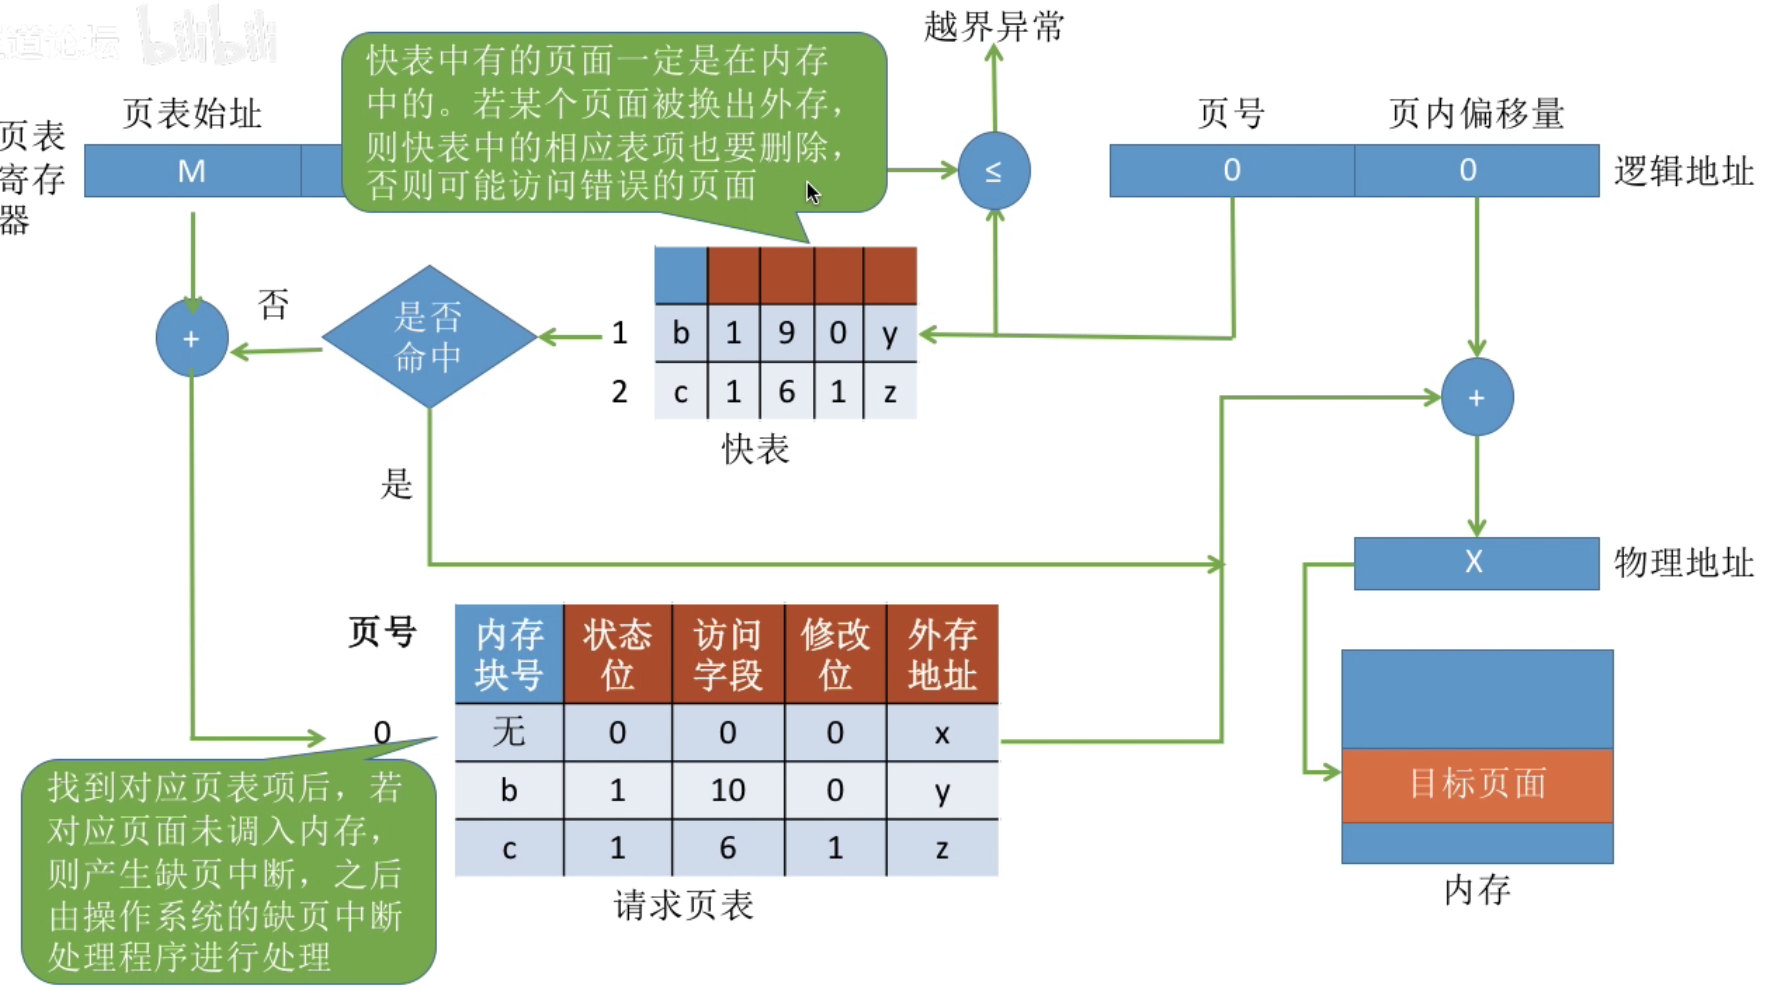 道论坛 bilibili
越界异常
快表中有的页面一定是在内存
中的。若某个页面被换出外存，
则快表中的相应表项也要删除，
否则可能访问错误的页面
页表始址
页号
页内偏移量
页表
寄存
器
M
≤
0
0
逻辑地址
否
是否
命中
+
1
b
1
9
0
y
2
c
1
6
1
z
快表
+
是
X
物理地址
页号
内存
块号
状态
位
访问
字段
修改
位
外存
地址
0
无
0
0
0
x
b
1
10
0
y
c
1
6
1
z
请求页表
找到对应页表项后，若
对应页面未调入内存，
则产生缺页中断，之后
由操作系统的缺页中断
处理程序进行处理
目标页面
内存